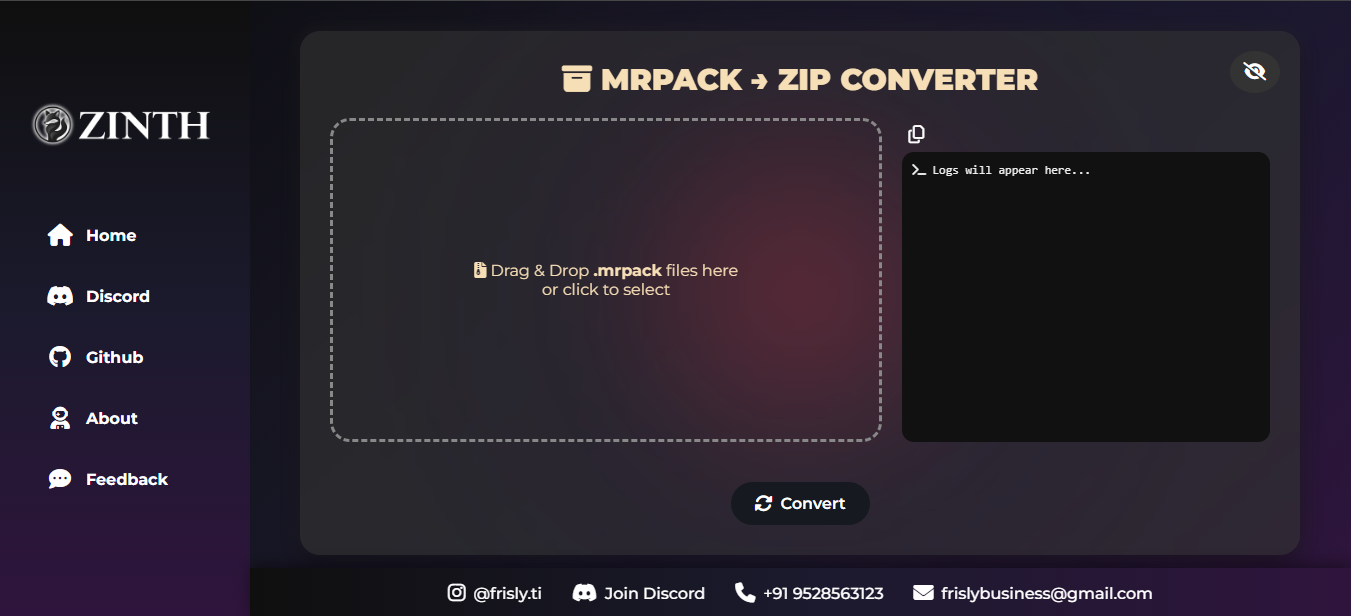 ZINTH
Home
Discord
Github
About
Feedback
MRPACK → ZIP CONVERTER
Drag & Drop .mrpack files here
or click to select
Logs will appear here...
Convert
@frisly.ti
Join Discord
+91 9528563123
frislybusiness@gmail.com